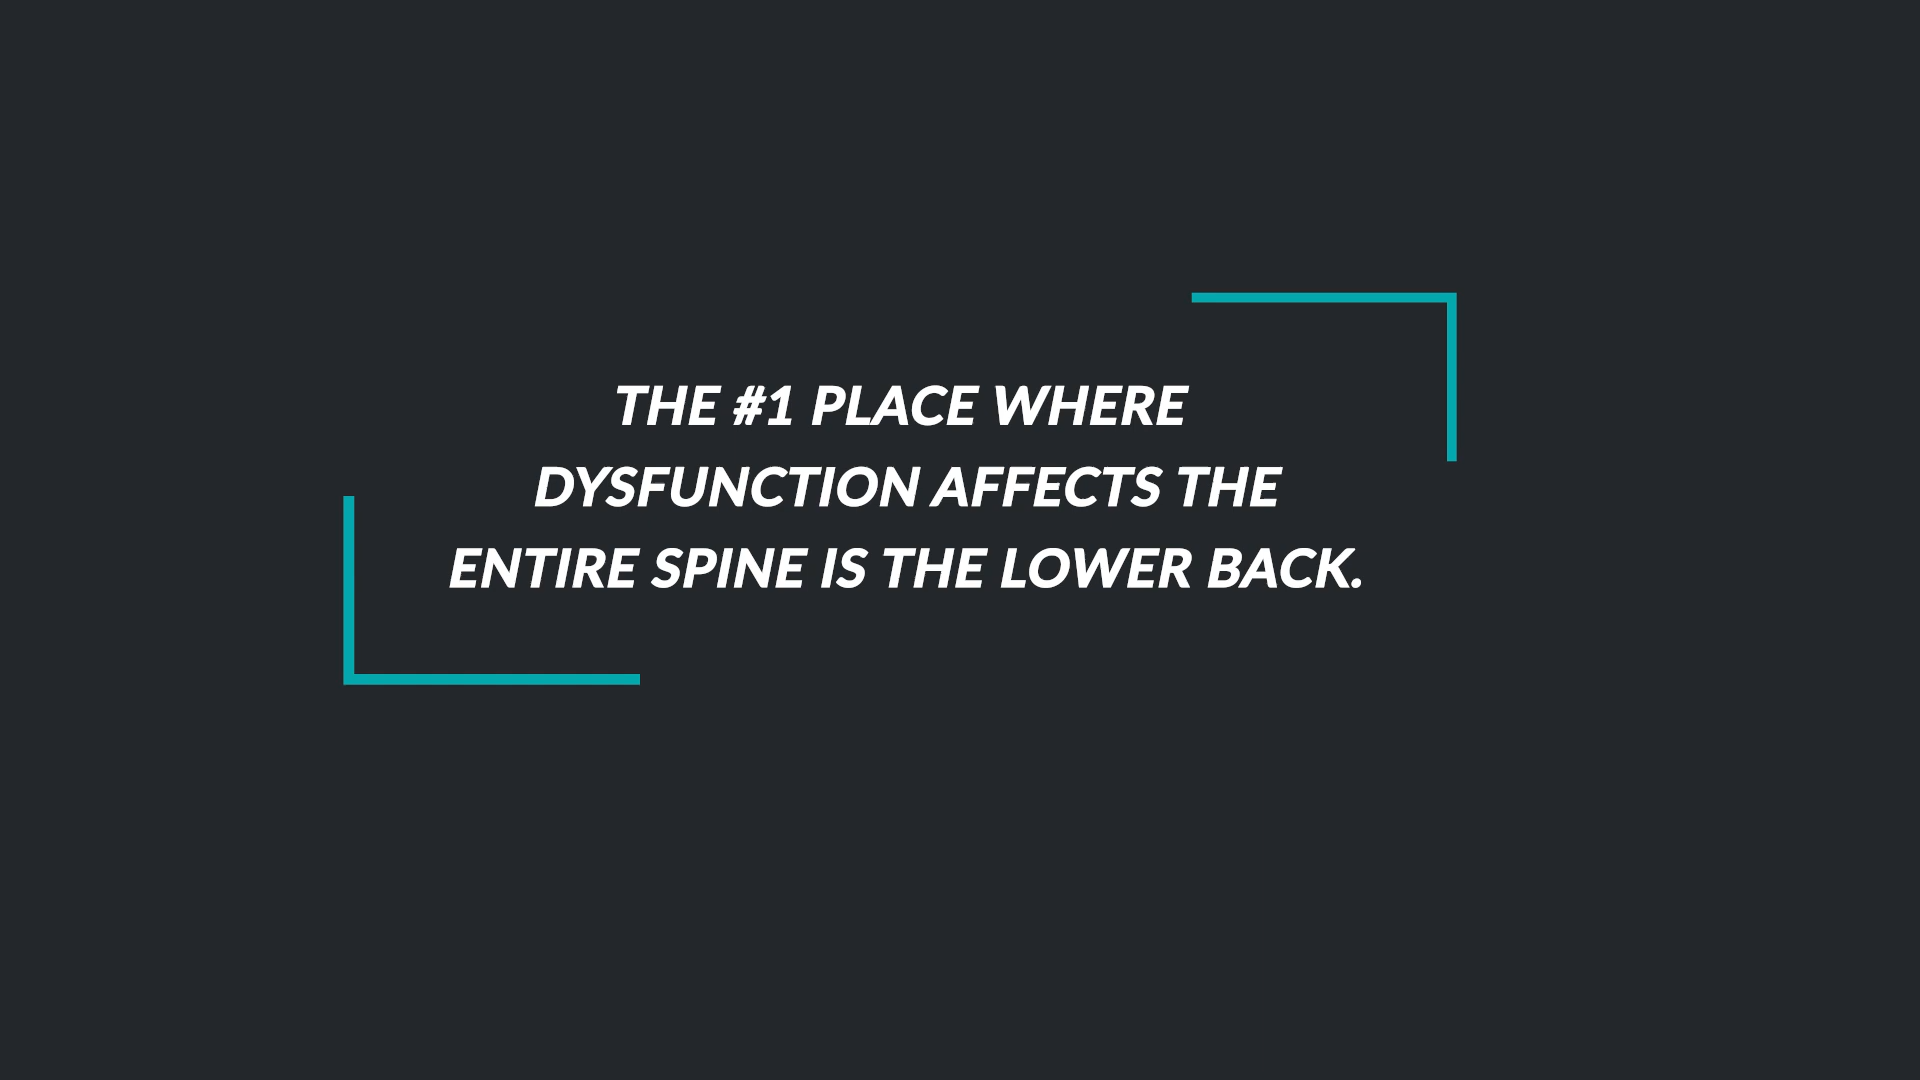 THE #1 PLACE WHERE
DYSFUNCTION AFFECTS THE
ENTIRE SPINE IS THE LOWER BACK.